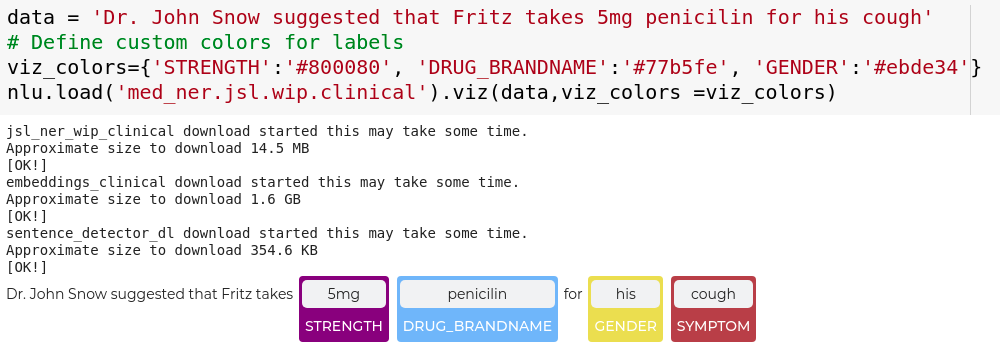 data = 'Dr. John Snow suggested that Fritz takes 5mg penicilin for his cough'
# Define custom colors for labels
viz_colors={'STRENGTH':'#800080', 'DRUG_BRANDNAME':'#77b5fe', 'GENDER':'#ebde34'}
nlu.load('med_ner.jsl.wip.clinical').viz(data,viz_colors =viz_colors)
jsl_ner_wip_clinical download started this may take some time.
Approximate size to download 14.5 MB
[OK!]
embeddings_clinical download started this may take some time.
Approximate size to download 1.6 GB
[OK!]
sentence_detector_dl download started this may take some time.
Approximate size to download 354.6 KB
[OK!]
Dr. John Snow suggested that Fritz takes 5mg penicilin for his cough
STRENGTH DRUG_BRANDNAME GENDER SYMPTOM